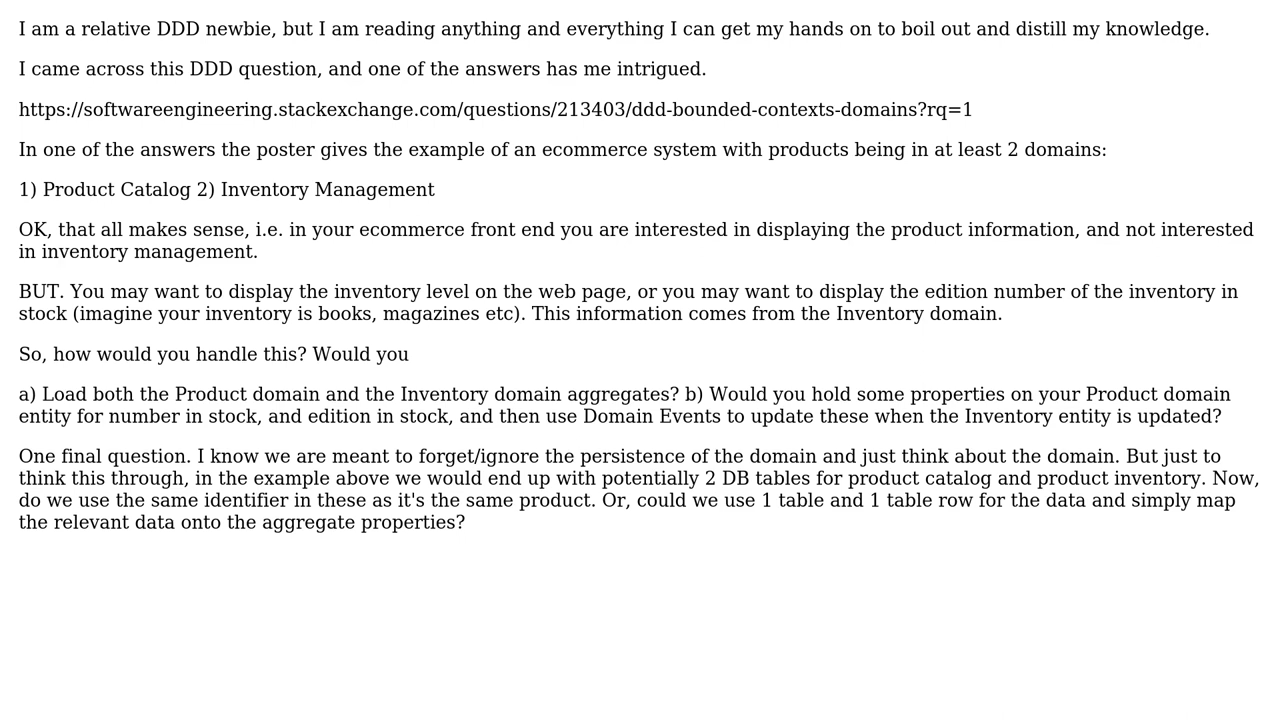 I am a relative DDD newbie, but I am reading anything and everything I can get my hands on to boil out and distill my knowledge.
I came across this DDD question, and one of the answers has me intrigued.
https://softwareengineering.stackexchange.com/questions/213403/ddd-bounded-contexts-domains?rq=1
In one of the answers the poster gives the example of an ecommerce system with products being in at least 2 domains:
1) Product Catalog 2) Inventory Management
OK, that all makes sense, i.e. in your ecommerce front end you are interested in displaying the product information, and not interested
in inventory management.
BUT. You may want to display the inventory level on the web page, or you may want to display the edition number of the inventory in
stock (imagine your inventory is books, magazines etc). This information comes from the Inventory domain.
So, how would you handle this? Would you
a) Load both the Product domain and the Inventory domain aggregates? b) Would you hold some properties on your Product domain
entity for number in stock, and edition in stock, and then use Domain Events to update these when the Inventory entity is updated?
One final question. I know we are meant to forget/ignore the persistence of the domain and just think about the domain. But just to
think this through, in the example above we would end up with potentially 2 DB tables for product catalog and product inventory. Now,
do we use the same identifier in these as it's the same product. Or, could we use 1 table and 1 table row for the data and simply map
the relevant data onto the aggregate properties?